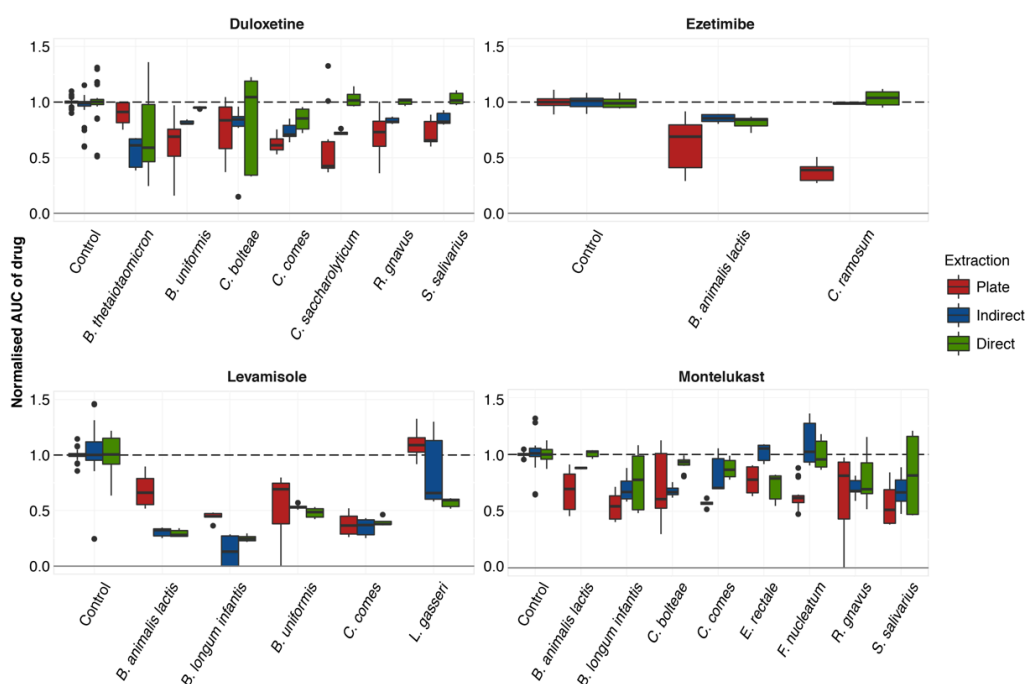 Duloxetine
Ezetimibe
1.5
1.0
0.5
0.0
1.5
1.0
0.5
0.0
Control
B. thetaiotaomicron
B. uniformis
C. bolteae
C. comes
C. saccharolyticum
R. gnavus
S. salivarius
Control
B. animalis lactis
C. ramosum
Normalised AUC of drug
Extraction
Plate
Indirect
Direct
Levamisole
Montelukast
1.5
1.0
0.5
0.0
1.5
1.0
0.5
0.0
Control
B. animalis lactis
B. longum infantis
B. uniformis
C. comes
L. gasseri
Control
B. animalis lactis
B. longum infantis
C. bolteae
C. comes
E. rectale
F. nucleatum
R. gnavus
S. salivarius